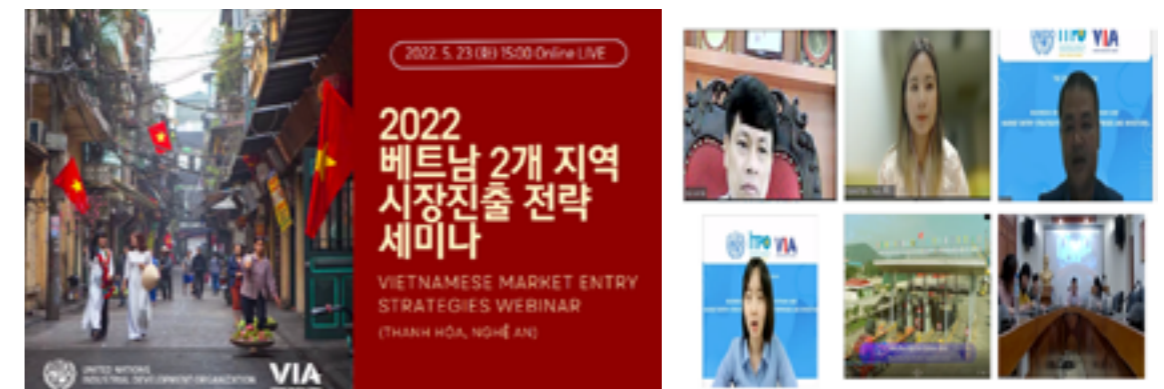 2022. 5. 23 (화) 15:00 Online LIVE
2022
베트남 2개 지역
시장진출 전략
세미나
VIETNAMESE MARKET ENTRY
STRATEGIES WEBINAR
(THANH HÓA, NGHỆ AN)
UNITED NATIONS
INDUSTRIAL DEVELOPMENT ORGANIZATION
VIA
ITPO VIA
ITPO VIA